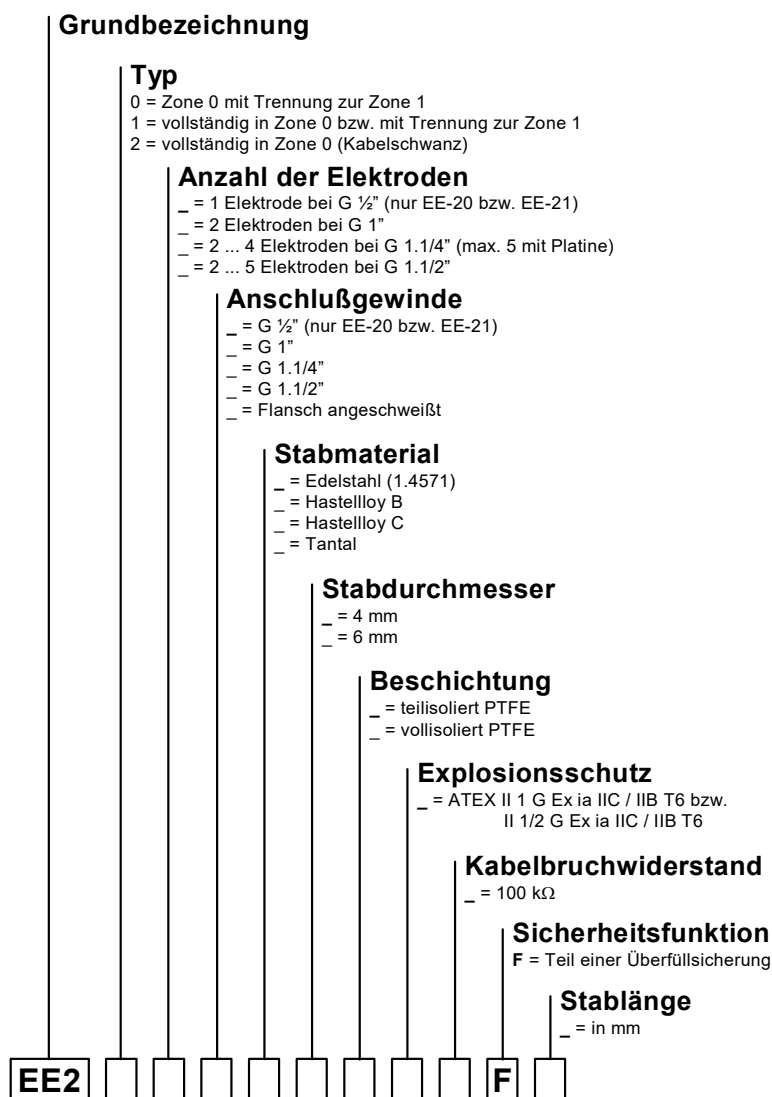 Grundbezeichnung
Typ
0 = Zone 0 mit Trennung zur Zone 1
1 = vollständig in Zone 0 bzw. mit Trennung zur Zone 1
2 = vollständig in Zone 0 (Kabelschwanz)
Anzahl der Elektroden
_ = 1 Elektrode bei G ½” (nur EE-20 bzw. EE-21)
_ = 2 Elektroden bei G 1”
_ = 2 ... 4 Elektroden bei G 1.1/4” (max. 5 mit Platine)
_ = 2 ... 5 Elektroden bei G 1.1/2”
Anschlußgewinde
_ = G ½” (nur EE-20 bzw. EE-21)
_ = G 1”
_ = G 1.1/4”
_ = G 1.1/2”
_ = Flansch angeschweißt
Stabmaterial
_ = Edelstahl (1.4571)
_ = Hastellloy B
_ = Hastellloy C
_ = Tantal
Stabdurchmesser
_ = 4 mm
_ = 6 mm
Beschichtung
_ = teilisoliert PTFE
_ = vollisoliert PTFE
Explosionsschutz
_ = ATEX II 1 G Ex ia IIC / IIB T6 bzw.
II 1/2 G Ex ia IIC / IIB T6
Kabelbruchwiderstand
_ = 100 kΩ
Sicherheitsfunktion
F = Teil einer Überfüllsicherung
Stablänge
_ = in mm
EE2 F